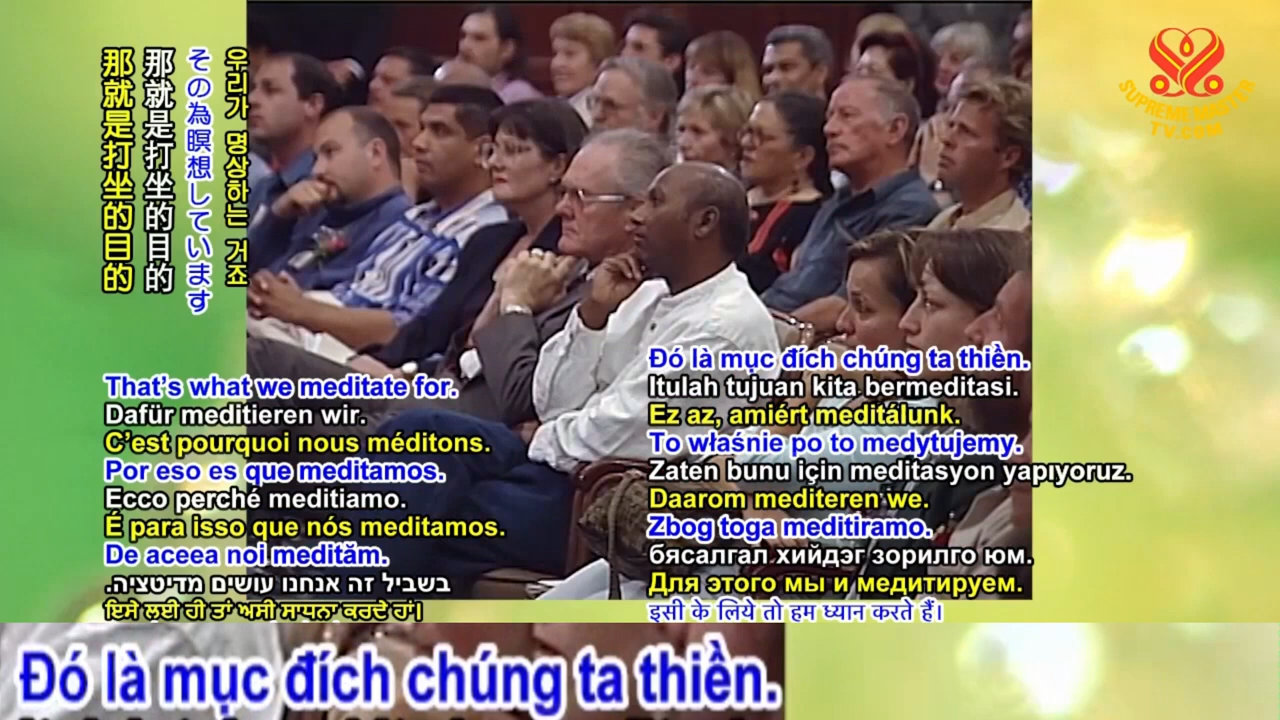 那就是打坐的目的
那就是打坐的目的
その為瞑想しています
우리가 명상하는 거죠
SUPREMEMASTER
TV.COM
That's what we meditate for.
Dafür meditieren wir.
C'est pourquoi nous méditons.
Por eso es que meditamos.
Ecco perché meditiamo.
É para isso que nós meditamos.
De aceea noi medităm.
בשביל זה אנחנו עושים מדיטציה.
ਇਸੇ ਲਈ ਹੀ ਤਾਂ ਅਸੀ ਸਾਧਨਾ ਕਰਦੇ ਹਾਂ।
Đó là mục đích chúng ta thiền.
Itulah tujuan kita bermeditasi.
Ez az, amiért meditálunk.
To właśnie po to medytujemy.
Zaten bunu için meditasyon yapıyoruz.
Daarom mediteren we.
Zbog toga meditiramo.
бясалгал хийдэг зорилго юм.
Для этого мы и медитируем.
इसी के लिये तो हम ध्यान करते हैं।
Đó là mục đích chúng ta thiền.